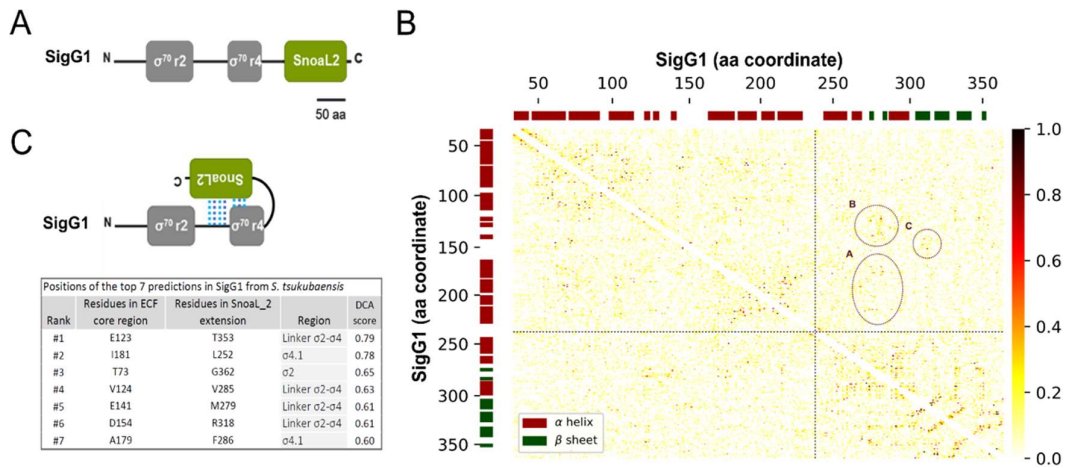 A
SigG1
N
σ⁷⁰ r2
σ⁷⁰ r4
SnoaL2
C
50 aa
B
SigG1 (aa coordinate)
50 100 150 200 250 300 350
SigG1 (aa coordinate)
50
100
150
200
250
300
350
B
C
A
α helix
β sheet
1.0
0.8
0.6
0.4
0.2
0.0
C
SnoaL2
C
SigG1
N
σ⁷⁰ r2
σ⁷⁰ r4
Positions of the top 7 predictions in SigG1 from S. tsukubaensis
Rank Residues in ECF core region Residues in SnoaL_2 extension Region DCA score
#1 E123 T353 Linker σ2-σ4 0.79
#2 I181 L252 σ4.1 0.78
#3 T73 G362 σ2 0.65
#4 V124 V285 Linker σ2-σ4 0.63
#5 E141 M279 Linker σ2-σ4 0.61
#6 D154 R318 Linker σ2-σ4 0.61
#7 A179 F286 σ4.1 0.60